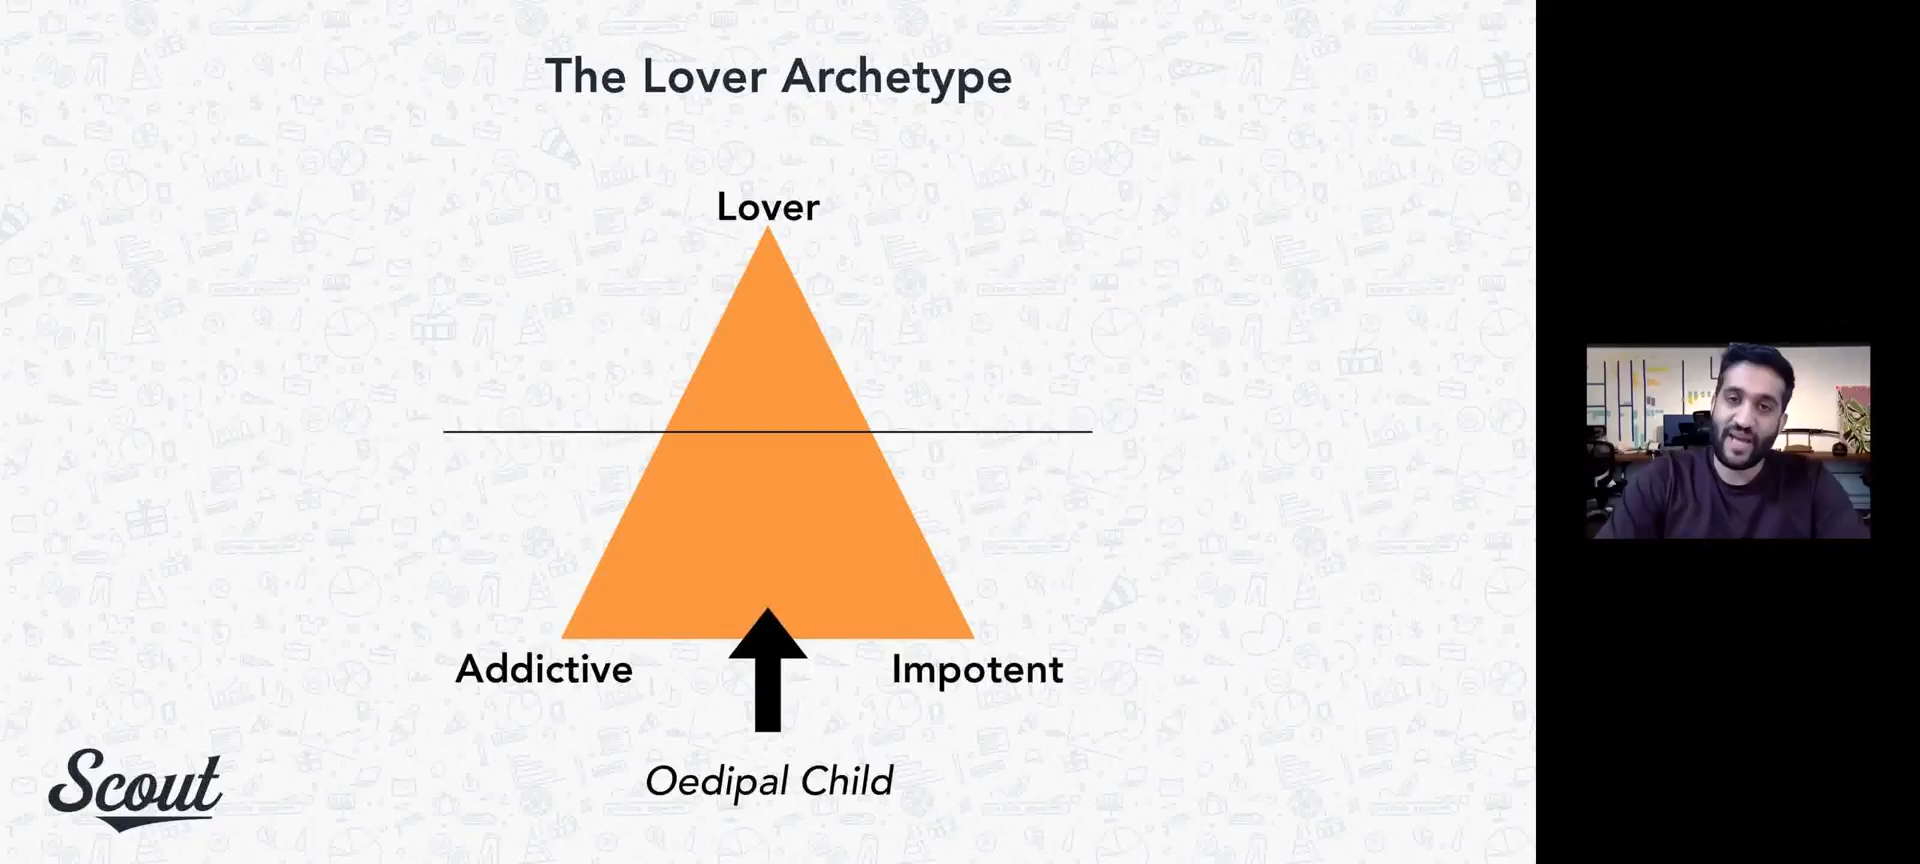 The Lover Archetype
Lover
Addictive
Impotent
Oedipal Child
Scout